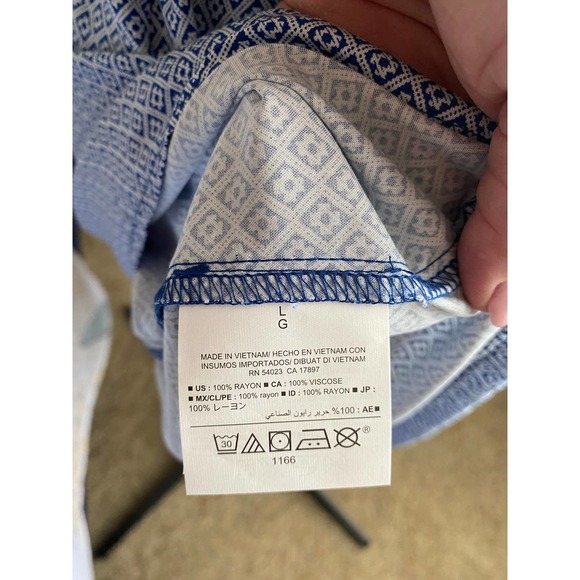 L
G
MADE IN VIETNAM/ HECHO EN VIETNAM CON
INSUMOS IMPORTADOS/ DIBUAT DI VIETNAM
RN 54023 CA 17897
■ US : 100% RAYON ■ CA : 100% VISCOSE
■ MX/CL/PE : 100% rayon ■ ID : 100% RAYON ■ JP :
100% レーヨン
■ AE : 100% حرير رايون الصناعي
30 ®
1166